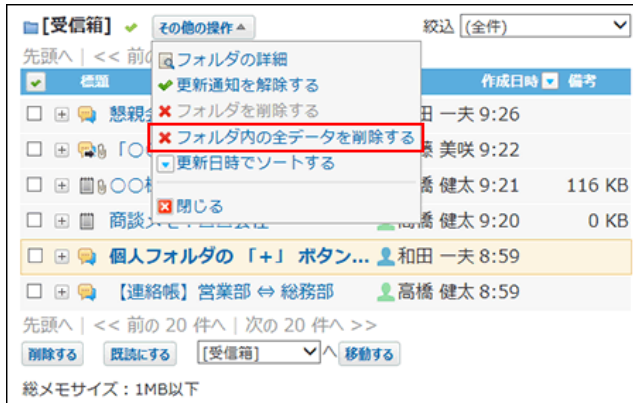 [受信箱] その他の操作 絞込 (全件)
先頭へ | << 前の
フォルダの詳細
更新通知を解除する
フォルダを削除する
フォルダ内の全データを削除する
更新日時でソートする
閉じる
標題 作成日時 備考
懇親 田 一夫 9:26
「○ 美咲 9:22
○○ 高橋 健太 9:21 116 KB
商談 高橋 健太 9:20 0 KB
個人フォルダの 「+」 ボタン... 和田 一夫 8:59
【連絡帳】営業部 ⇔ 総務部 高橋 健太 8:59
先頭へ | << 前の 20 件へ | 次の 20 件へ >>
削除する 既読にする [受信箱] へ 移動する
総メモサイズ:1MB以下